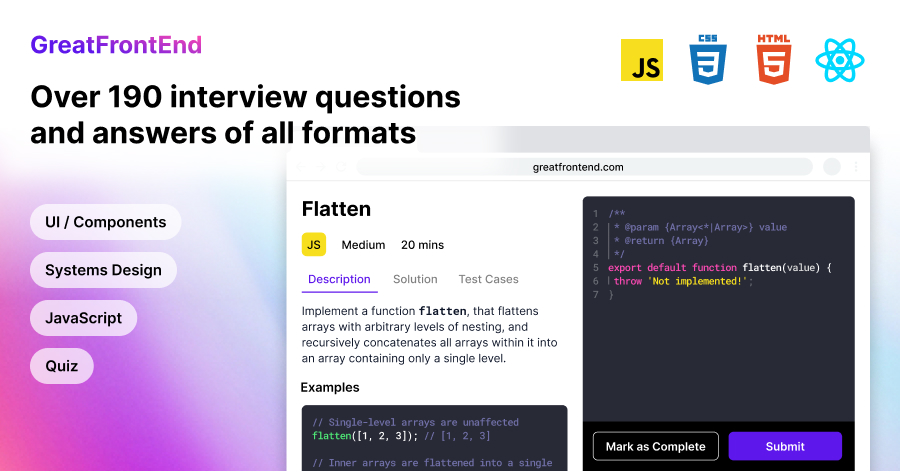 GreatFrontEnd
JS
CSS
HTML
Over 190 interview questions
and answers of all formats
greatfrontend.com
UI / Components
Systems Design
JavaScript
Quiz
Flatten
JS Medium 20 mins
Description Solution Test Cases
Implement a function flatten, that flattens
arrays with arbitrary levels of nesting, and
recursively concatenates all arrays within it into
an array containing only a single level.
Examples
// Single-level arrays are unaffected
flatten([1, 2, 3]); // [1, 2, 3]
// Inner arrays are flattened into a single
1 /**
2 * @param {Array<*|Array>} value
3 * @return {Array}
4 */
5 export default function flatten(value) {
6 throw 'Not implemented!';
7 }
Mark as Complete
Submit